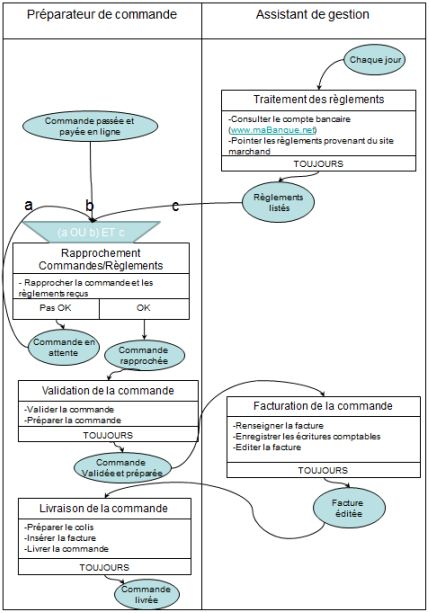 Préparateur de commande
Assistant de gestion
Chaque jour
Traitement des règlements
-Consulter le compte bancaire
(www.maBanque.net)
-Pointer les règlements provenant du site
marchand
TOUJOURS
Commande passée et
payée en ligne
Règlements
listés
a
b
c
(a OU b) ET c
Rapprochement
Commandes/Règlements
- Rapprocher la commande et les
règlements reçus
Pas OK
OK
Commande en
attente
Commande
rapprochée
Validation de la commande
-Valider la commande
-Préparer la commande
TOUJOURS
Commande
Validée et préparée
Facturation de la commande
-Renseigner la facture
-Enregistrer les écritures comptables
-Editer la facture
TOUJOURS
Facture
éditée
Livraison de la commande
-Préparer le colis
-Insérer la facture
-Livrer la commande
TOUJOURS
Commande
livrée